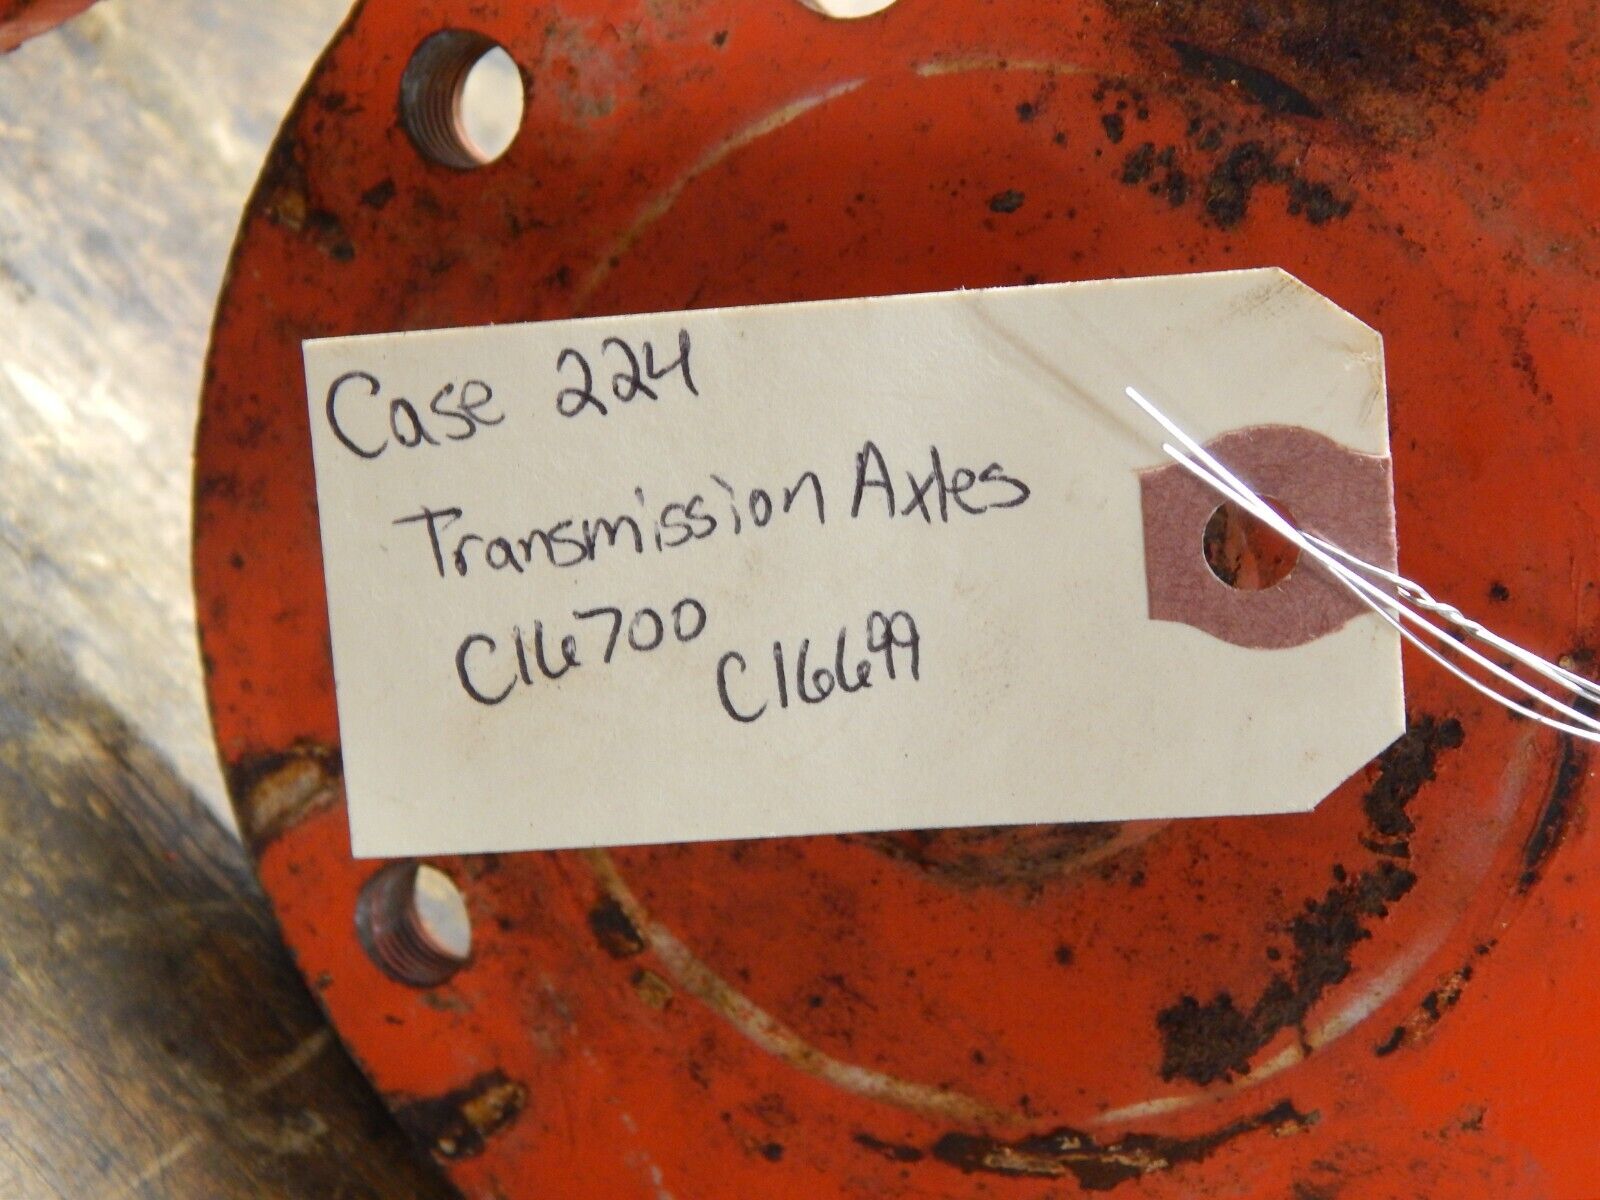 Case 224
Transmission Axles
C16700
C16699